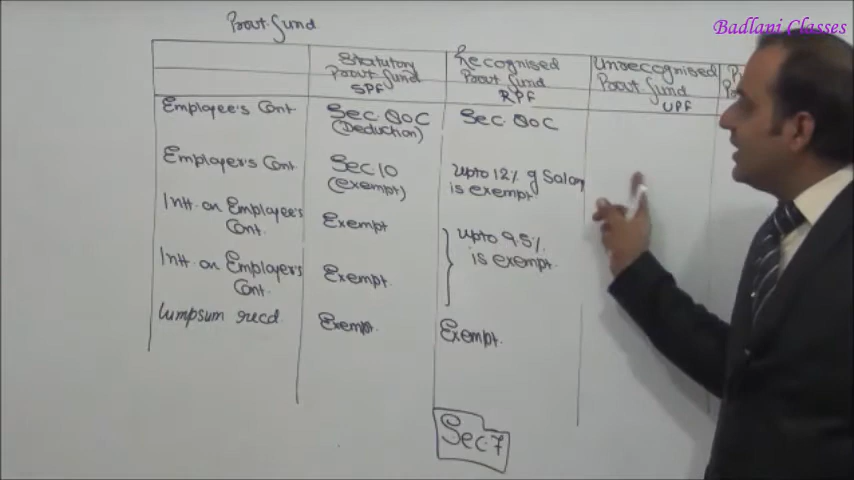 Badlani Classes
Provt. fund
Statutory Provt fund SPF
Recognised Provt fund RPF
Unrecognised Provt fund UPF
Employee's Cont Sec 80C (Deduction) Sec. 80C
Employer's Cont Sec 10 (exempt) upto 12% of Salary is exempt.
Intt. on Employee's Cont. Exempt upto 9.5% is exempt.
Intt. on Employer's Cont. Exempt
lumpsum recd. Exempt. Exempt.
Sec. 7